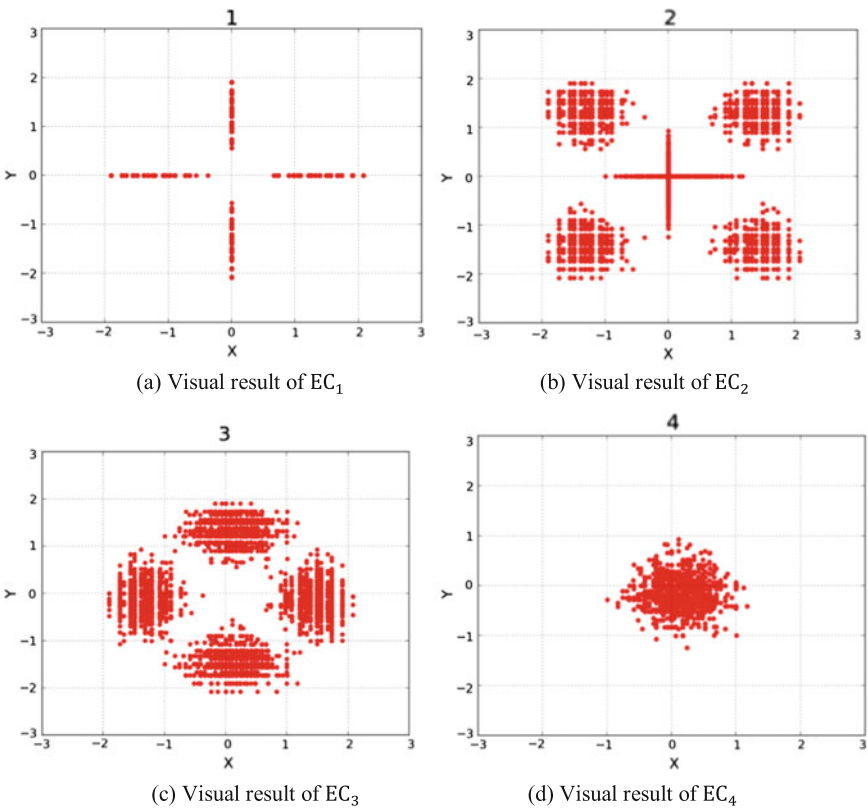 1
2
3
3
2
2
1
1
Y
0
Y
0
−1
−1
−2
−2
−3
−3
−3 −2 −1 0 1 2 3
−3 −2 −1 0 1 2 3
X
X
(a) Visual result of EC₁
(b) Visual result of EC₂
3
4
3
3
2
2
1
1
Y
0
Y
0
−1
−1
−2
−2
−3
−3
−3 −2 −1 0 1 2 3
−3 −2 −1 0 1 2 3
X
X
(c) Visual result of EC₃
(d) Visual result of EC₄